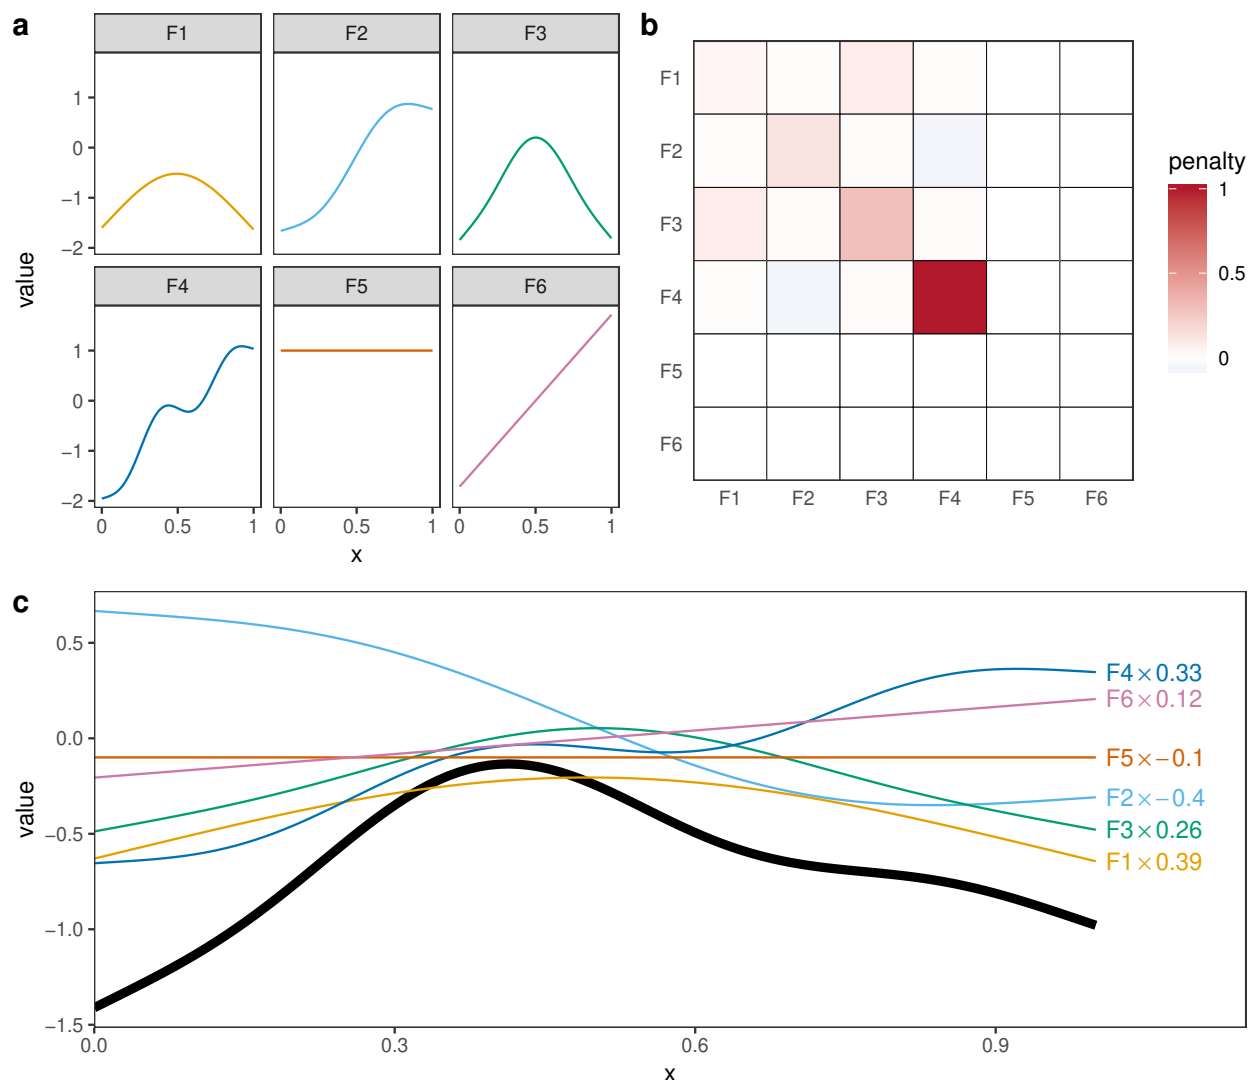 a
F1 F2 F3
1
0
−1
−2
F4 F5 F6
1
0
−1
−2
0 0.5 1 0 0.5 1 0 0.5 1
value
x
b
F1
F2
F3
F4
F5
F6
F1 F2 F3 F4 F5 F6
penalty
1
0.5
0
c
0.5
0.0
−0.5
−1.0
−1.5
value
F4×0.33
F6×0.12
F5×−0.1
F2×−0.4
F3×0.26
F1×0.39
0.0 0.3 0.6 0.9
x